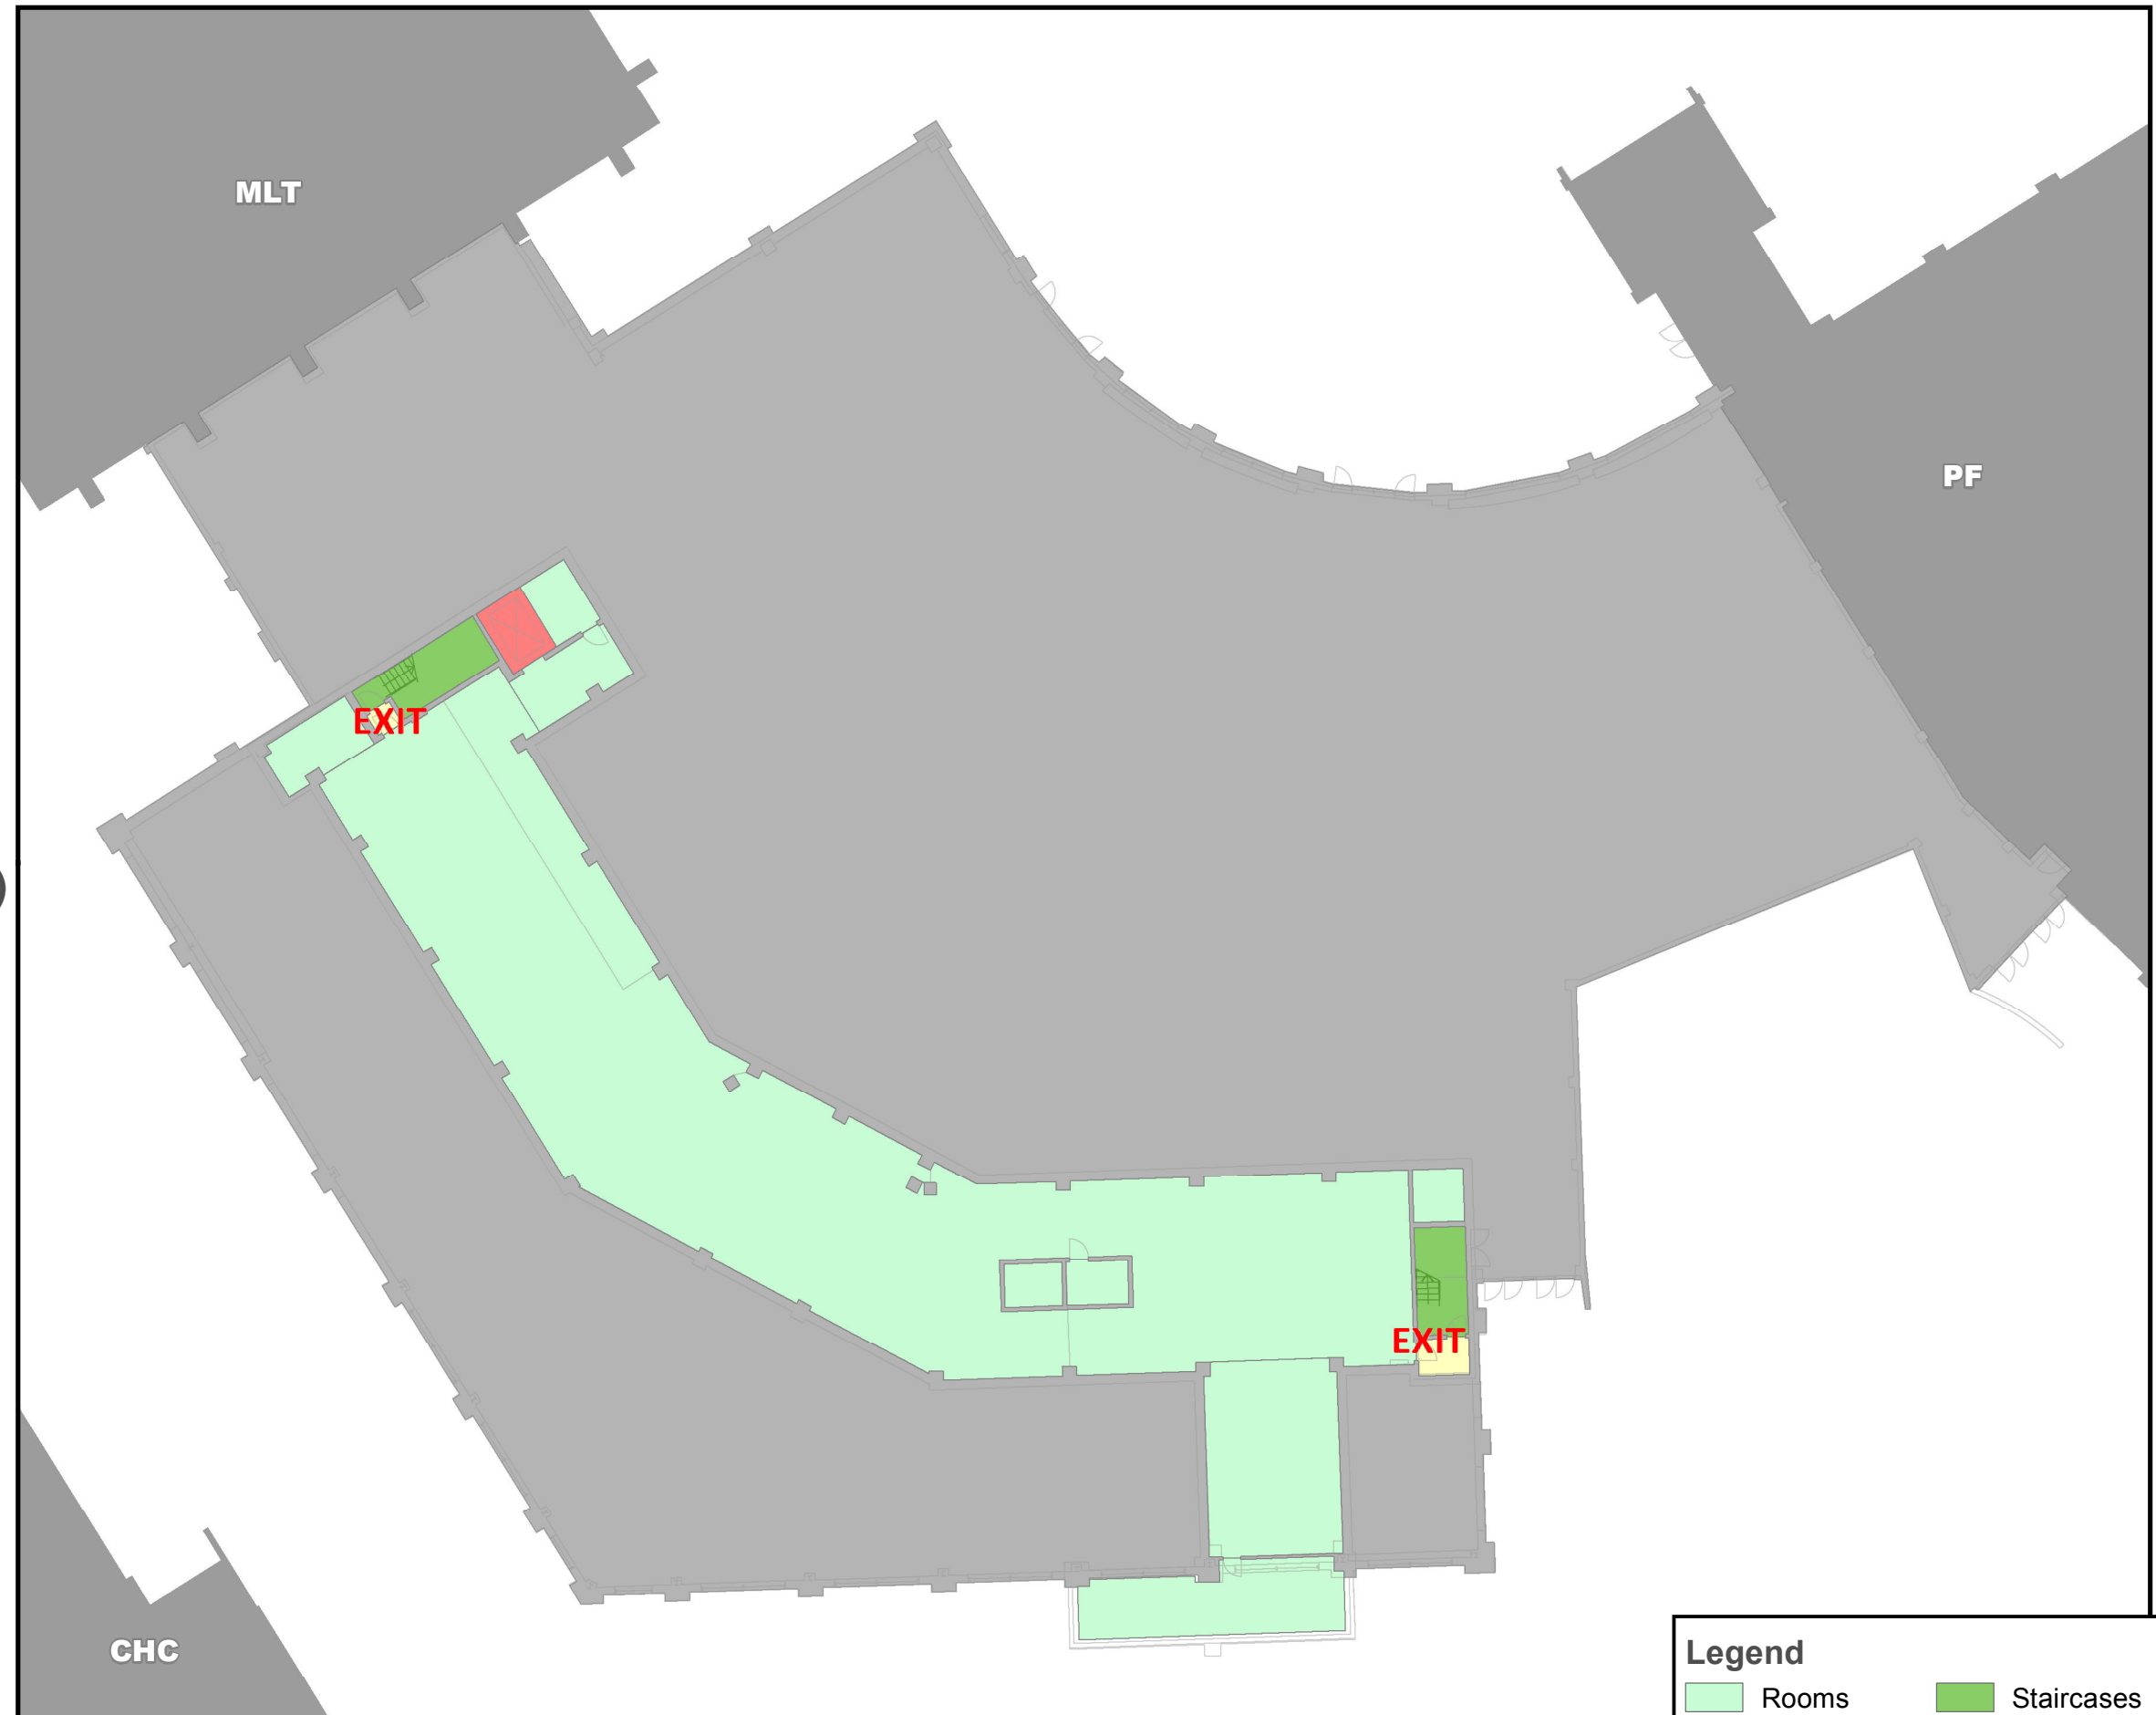 MLT
PF
EXIT
EXIT
CHC
Legend
Rooms
Staircases